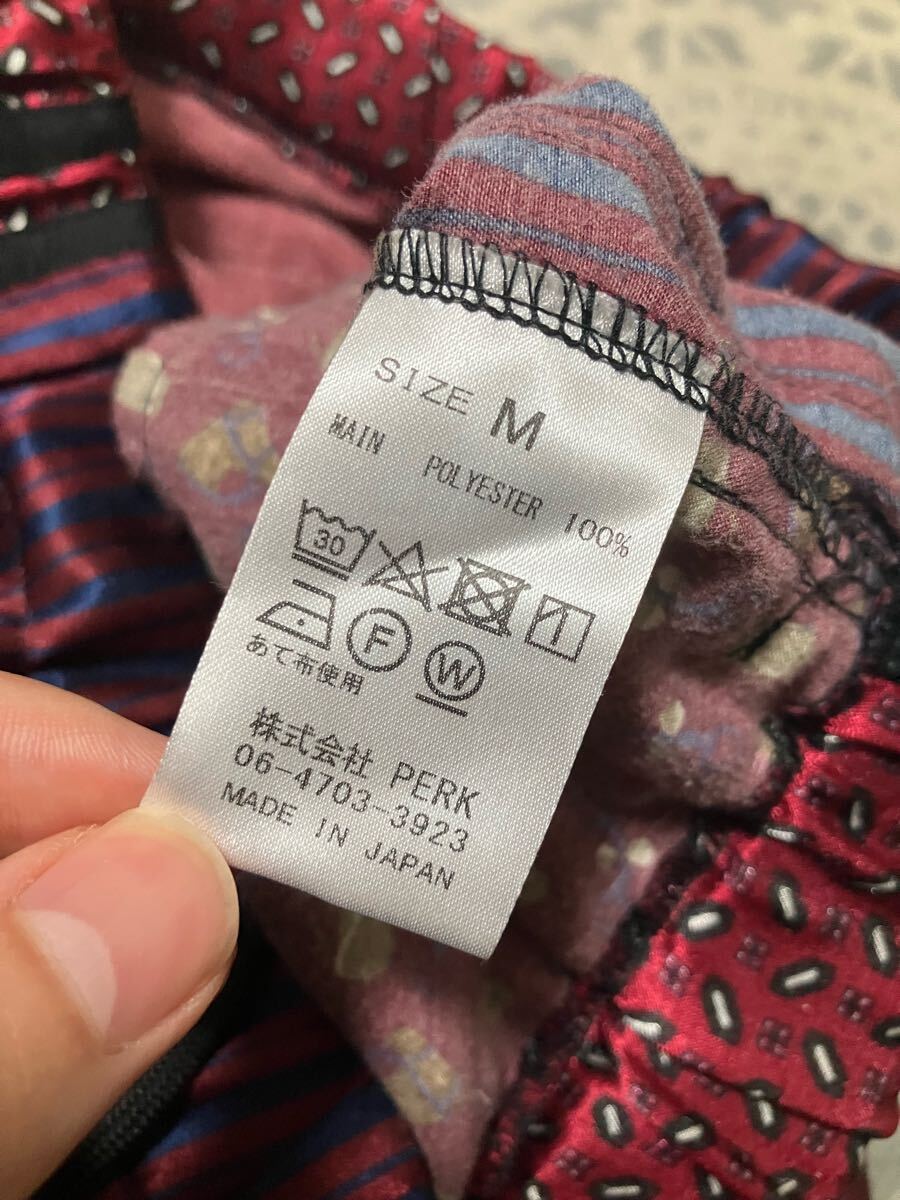 SIZE M
MAIN POLYESTER 100%
30
あて布使用 F W
株式会社 PERK
06-4703-3923
MADE IN JAPAN